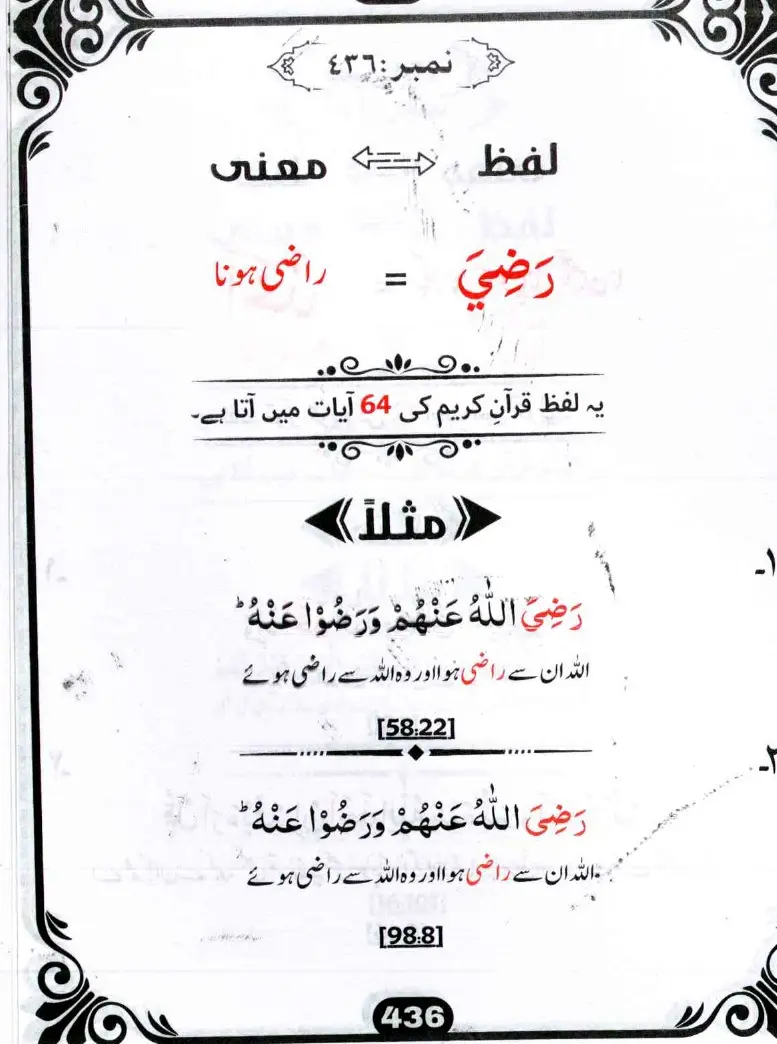 نمبر:٤٣٦
لفظ معنی
رَضِيَ = راضی ہونا
یہ لفظ قرآنِ کریم کی 64 آیات میں آتا ہے۔
مثلاً
١۔
رَضِيَ اللّٰهُ عَنْهُمْ وَرَضُوْا عَنْهُ ؕ
اللہ ان سے راضی ہوا اور وہ اللہ سے راضی ہوئے
[58:22]
٢۔
رَضِیَ اللّٰهُ عَنْهُمْ وَرَضُوْا عَنْهُ ؕ
اللہ ان سے راضی ہوا اور وہ اللہ سے راضی ہوئے
[98:8]
436